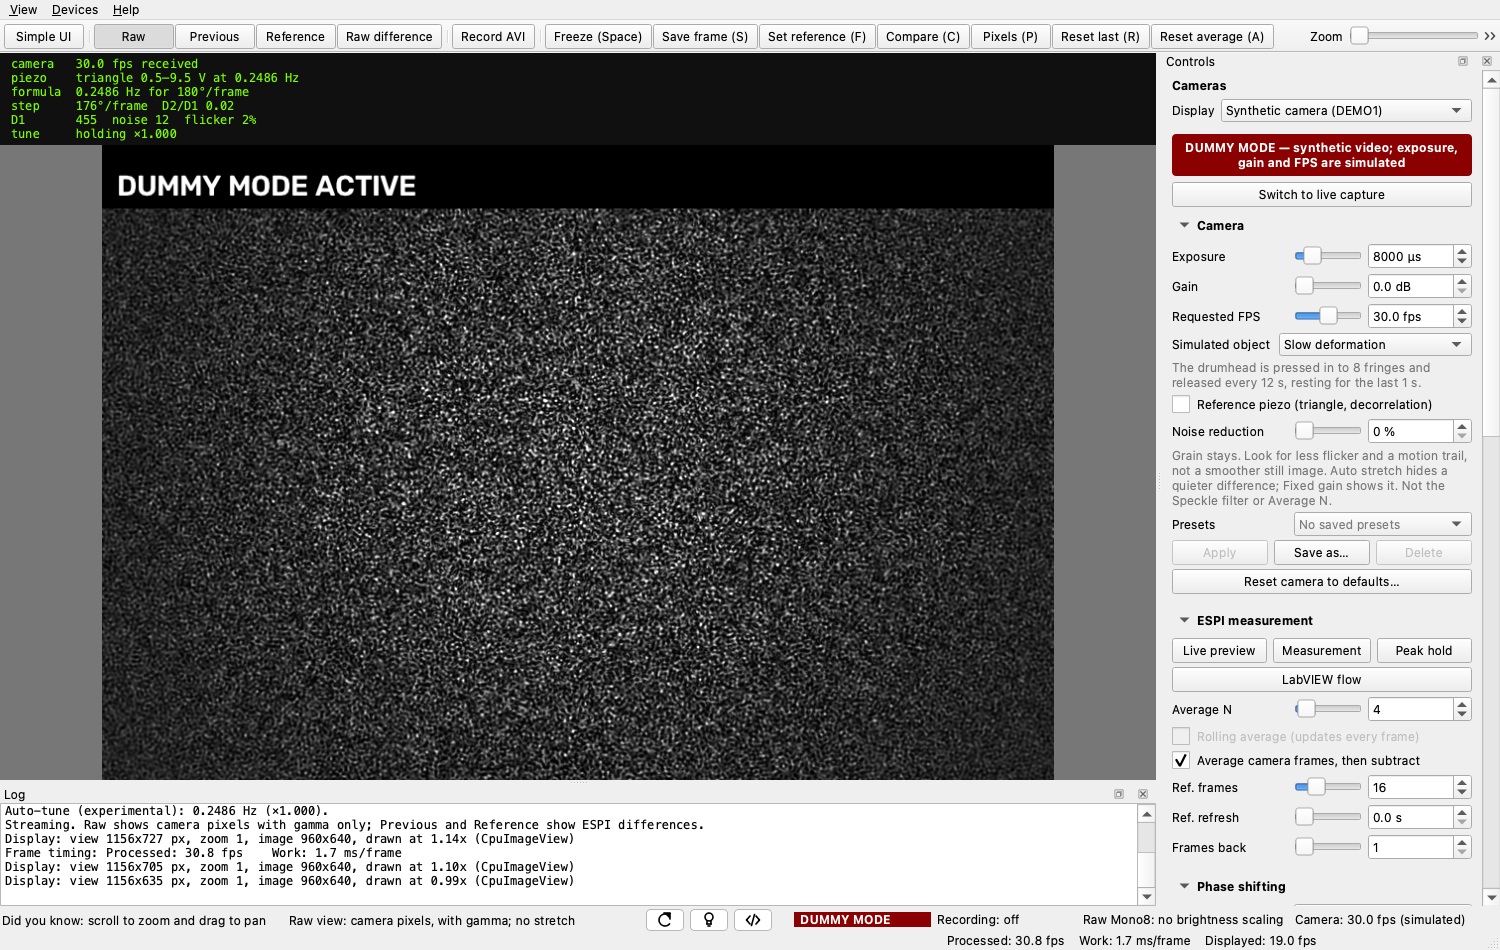 View Devices Help
Simple UI Raw Previous Reference Raw difference Record AVI Freeze (Space) Save frame (S) Set reference (F) Compare (C) Pixels (P) Reset last (R) Reset average (A) Zoom
camera 30.0 fps received
piezo triangle 0.5–9.5 V at 0.2486 Hz
formula 0.2486 Hz for 180°/frame
step 176°/frame D2/D1 0.02
D1 455 noise 12 flicker 2%
tune holding ×1.000
DUMMY MODE ACTIVE
Controls
Cameras
Display Synthetic camera (DEMO1)
DUMMY MODE — synthetic video; exposure,
gain and FPS are simulated
Switch to live capture
Camera
Exposure 8000 µs
Gain 0.0 dB
Requested FPS 30.0 fps
Simulated object Slow deformation
The drumhead is pressed in to 8 fringes and
released every 12 s, resting for the last 1 s.
Reference piezo (triangle, decorrelation)
Noise reduction 0 %
Grain stays. Look for less flicker and a motion trail,
not a smoother still image. Auto stretch hides a
quieter difference; Fixed gain shows it. Not the
Speckle filter or Average N.
Presets No saved presets
Apply Save as... Delete
Reset camera to defaults...
ESPI measurement
Live preview Measurement Peak hold
LabVIEW flow
Average N 4
Rolling average (updates every frame)
Average camera frames, then subtract
Ref. frames 16
Ref. refresh 0.0 s
Frames back 1
Phase shifting
Log
Auto-tune (experimental): 0.2486 Hz (×1.000).
Streaming. Raw shows camera pixels with gamma only; Previous and Reference show ESPI differences.
Display: view 1156x727 px, zoom 1, image 960x640, drawn at 1.14x (CpuImageView)
Frame timing: Processed: 30.8 fps Work: 1.7 ms/frame
Display: view 1156x705 px, zoom 1, image 960x640, drawn at 1.10x (CpuImageView)
Display: view 1156x635 px, zoom 1, image 960x640, drawn at 0.99x (CpuImageView)
Did you know: scroll to zoom and drag to pan Raw view: camera pixels, with gamma; no stretch DUMMY MODE Recording: off Raw Mono8: no brightness scaling Camera: 30.0 fps (simulated)
Processed: 30.8 fps Work: 1.7 ms/frame Displayed: 19.0 fps